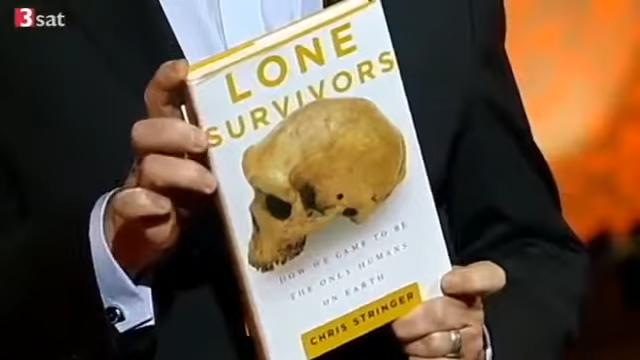 3sat
LONE
SURVIVORS
HOW WE CAME TO BE
THE ONLY HUMANS
ON EARTH
CHRIS STRINGER